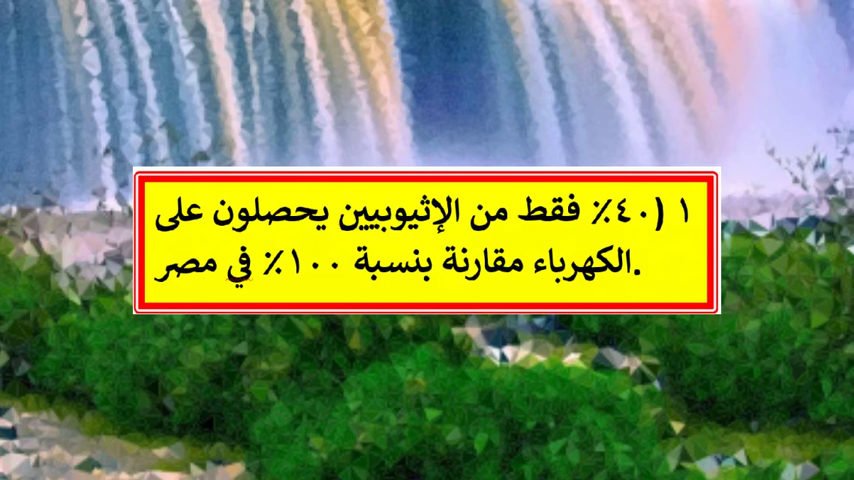 ١ (٤٠٪ فقط من الإثيوبيين يحصلون على
الكهرباء مقارنة بنسبة ١٠٠٪ في مصر.